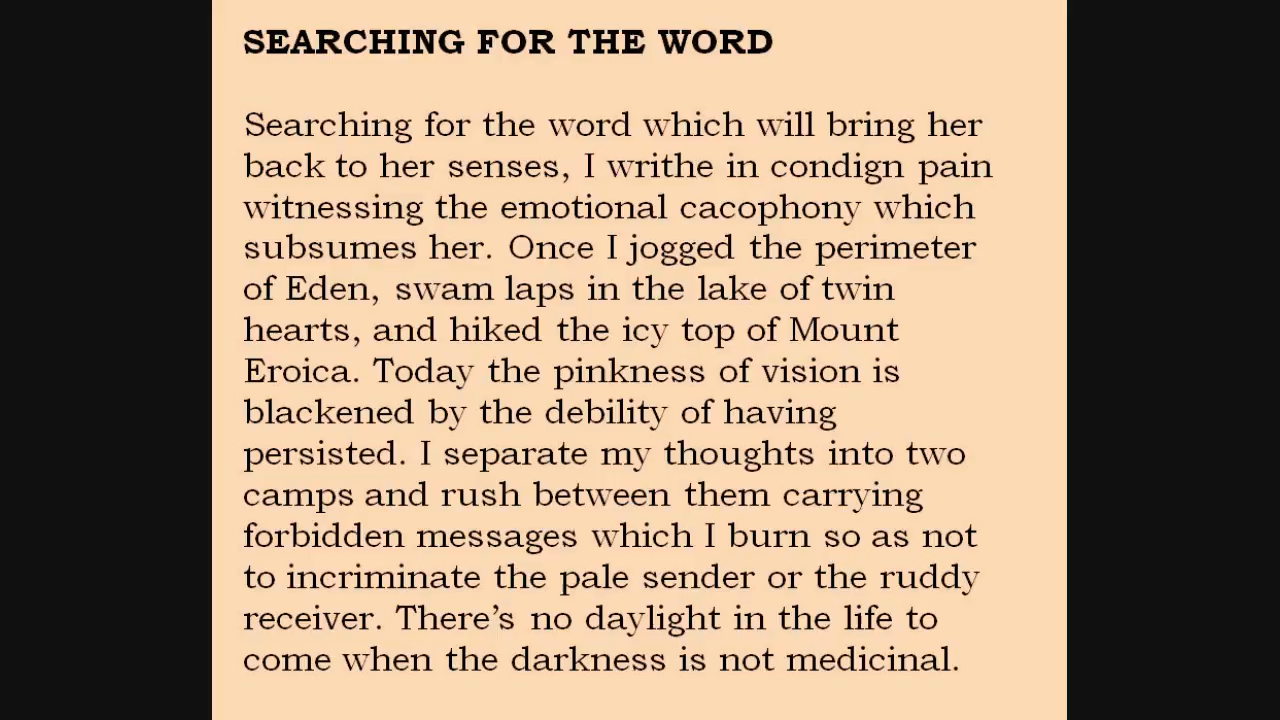 SEARCHING FOR THE WORD
Searching for the word which will bring her
back to her senses, I writhe in condign pain
witnessing the emotional cacophony which
subsumes her. Once I jogged the perimeter
of Eden, swam laps in the lake of twin
hearts, and hiked the icy top of Mount
Eroica. Today the pinkness of vision is
blackened by the debility of having
persisted. I separate my thoughts into two
camps and rush between them carrying
forbidden messages which I burn so as not
to incriminate the pale sender or the ruddy
receiver. There’s no daylight in the life to
come when the darkness is not medicinal.